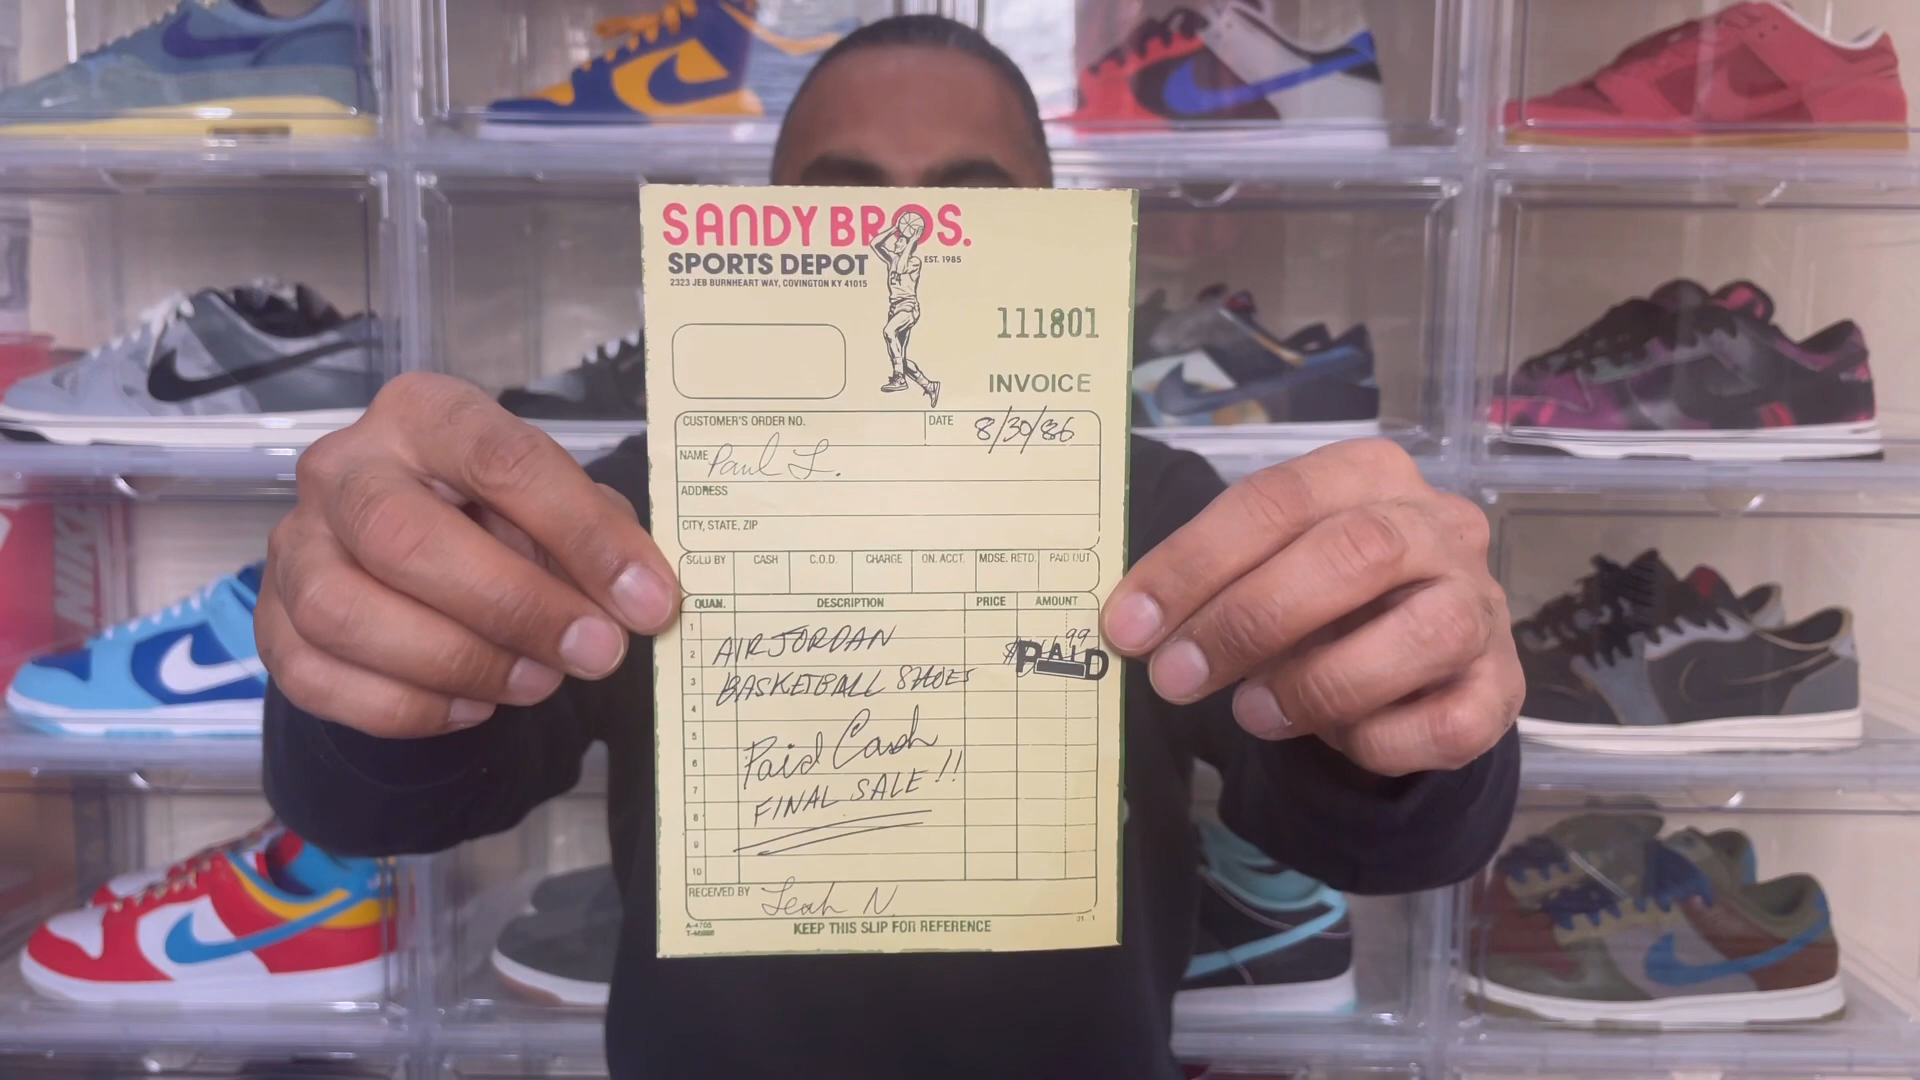 SANDY BROS.
SPORTS DEPOT
EST. 1985
2323 JEB BURNHEART WAY, COVINGTON KY 41015
111801
INVOICE
CUSTOMER'S ORDER NO.
DATE 8/30/86
NAME Paul L.
ADDRESS
CITY, STATE, ZIP
SOLD BY CASH C.O.D. CHARGE ON. ACCT. MDSE. RETD. PAID OUT
QUAN. DESCRIPTION PRICE AMOUNT
1
2 AIR JORDAN
PAID
3 BASKETBALL SHOES
4
5
6 Paid Cash
7
8 FINAL SALE!!
9
10
RECEIVED BY Leah N
A-4705
KEEP THIS SLIP FOR REFERENCE
NIKE